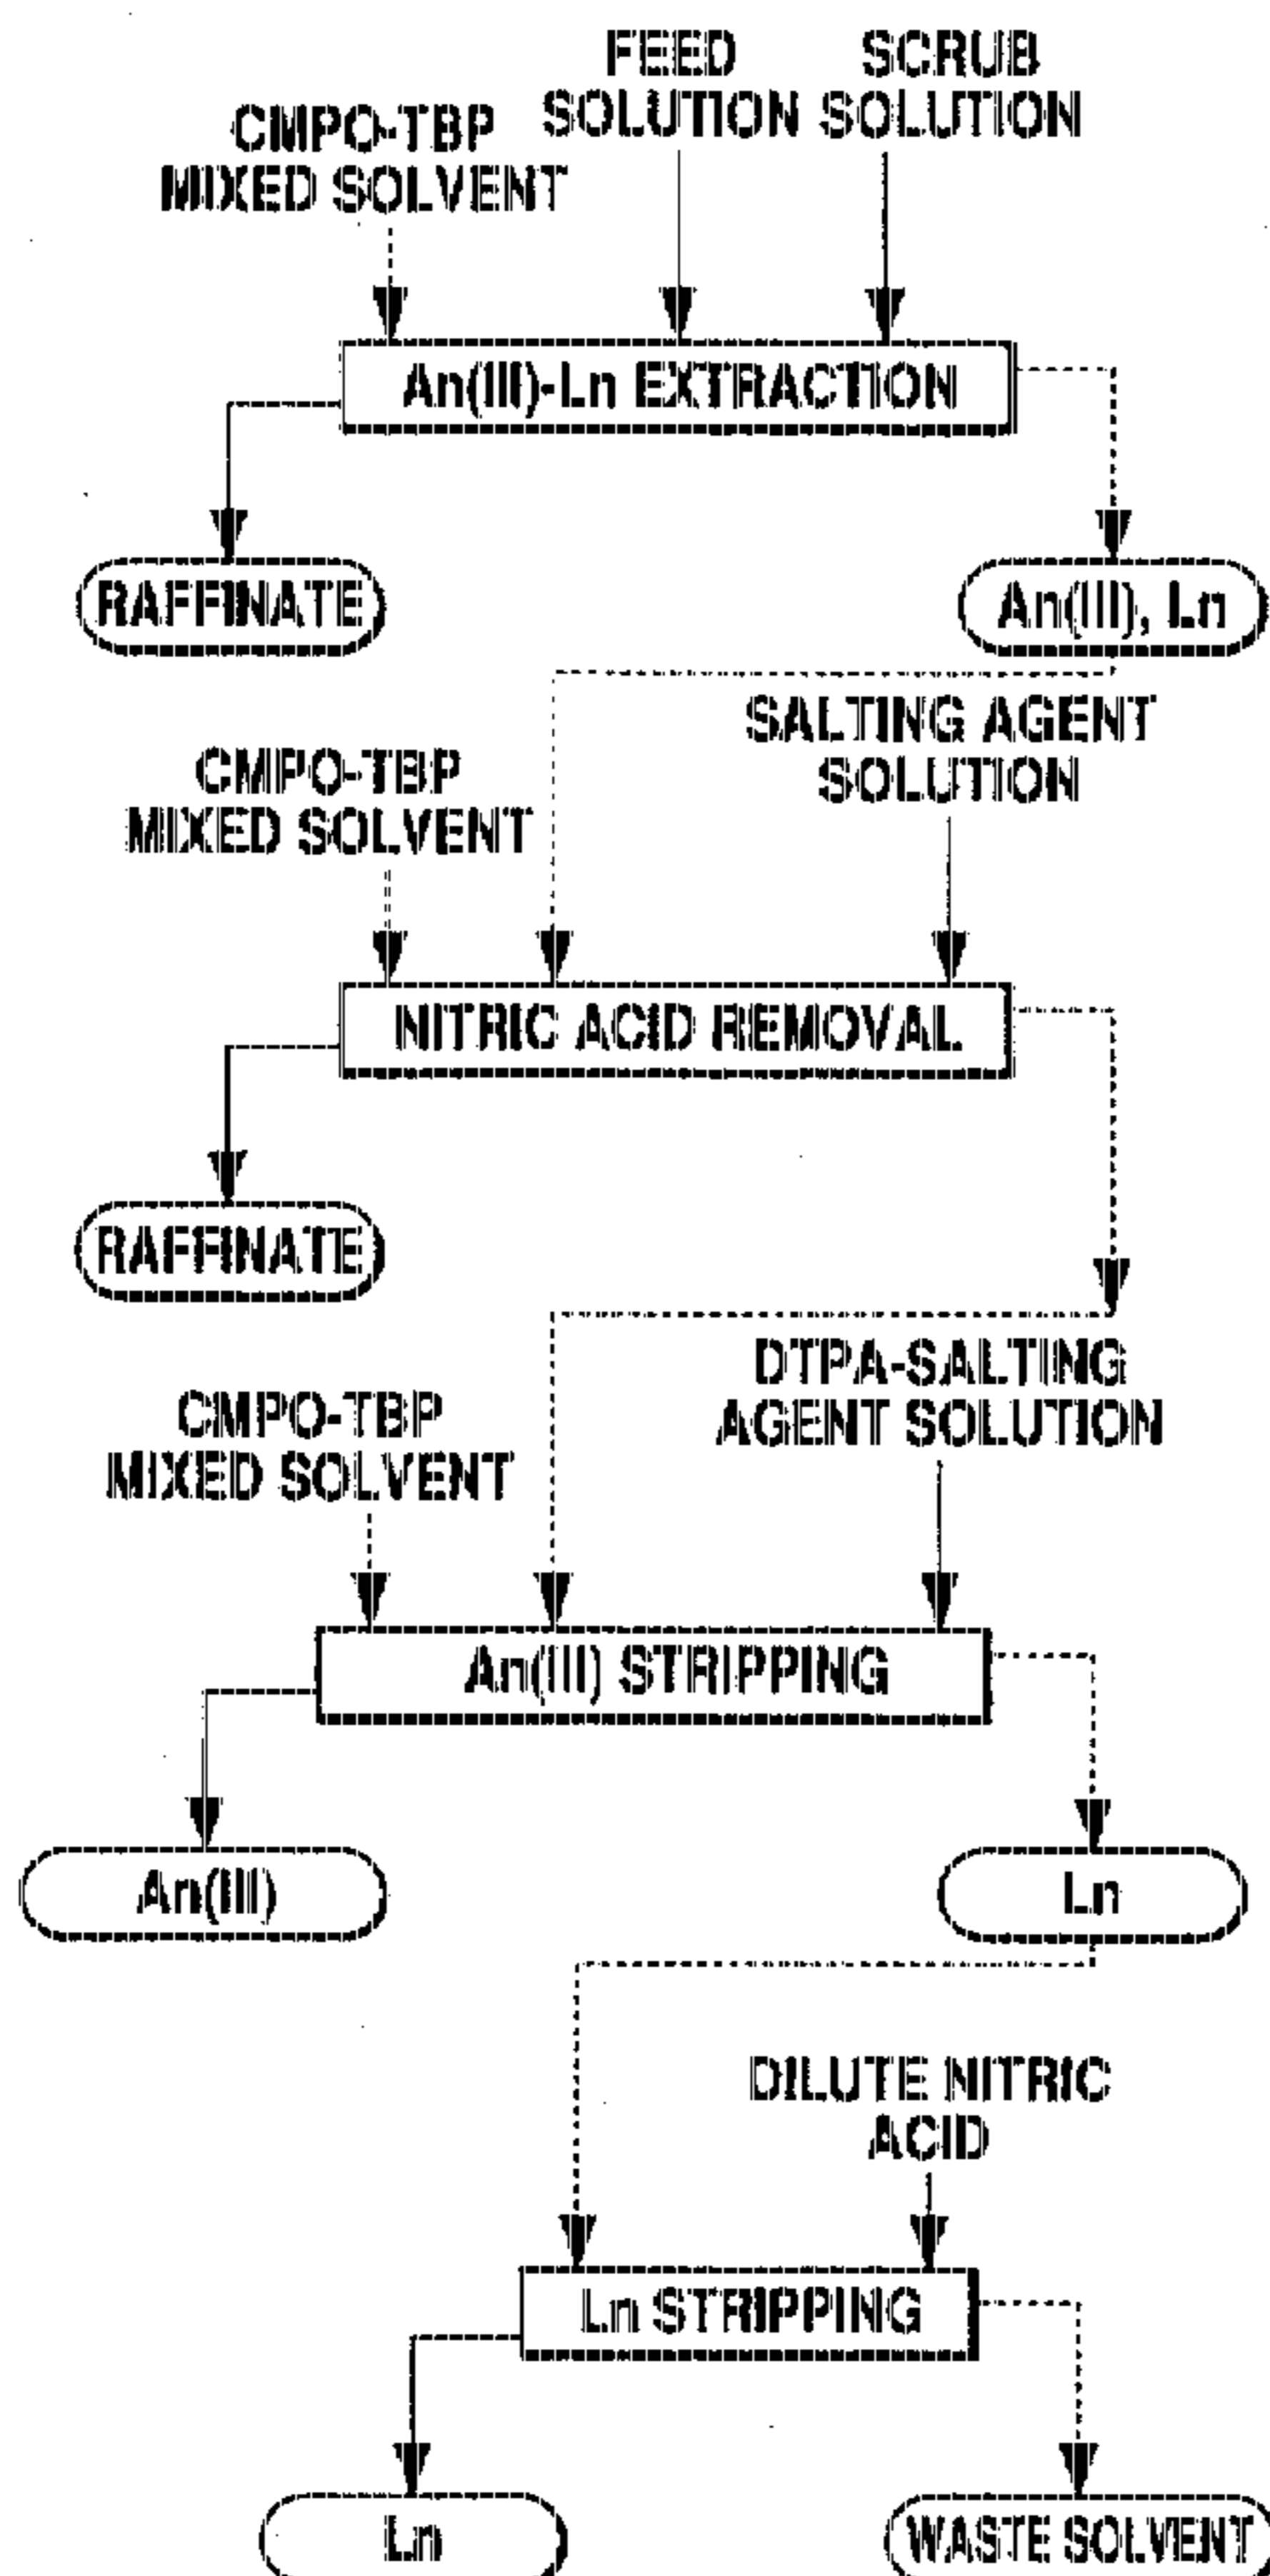 FEED
SOLUTION
SCRUB
SOLUTION
CMPO-TBP
MIXED SOLVENT
An(III)-Ln EXTRACTION
RAFFINATE
An(III), Ln
SALTING AGENT
SOLUTION
CMPO-TBP
MIXED SOLVENT
NITRIC ACID REMOVAL
RAFFINATE
DTPA-SALTING
AGENT SOLUTION
CMPO-TBP
MIXED SOLVENT
An(III) STRIPPING
An(III)
Ln
DILUTE NITRIC
ACID
Ln STRIPPING
Ln
WASTE SOLVENT